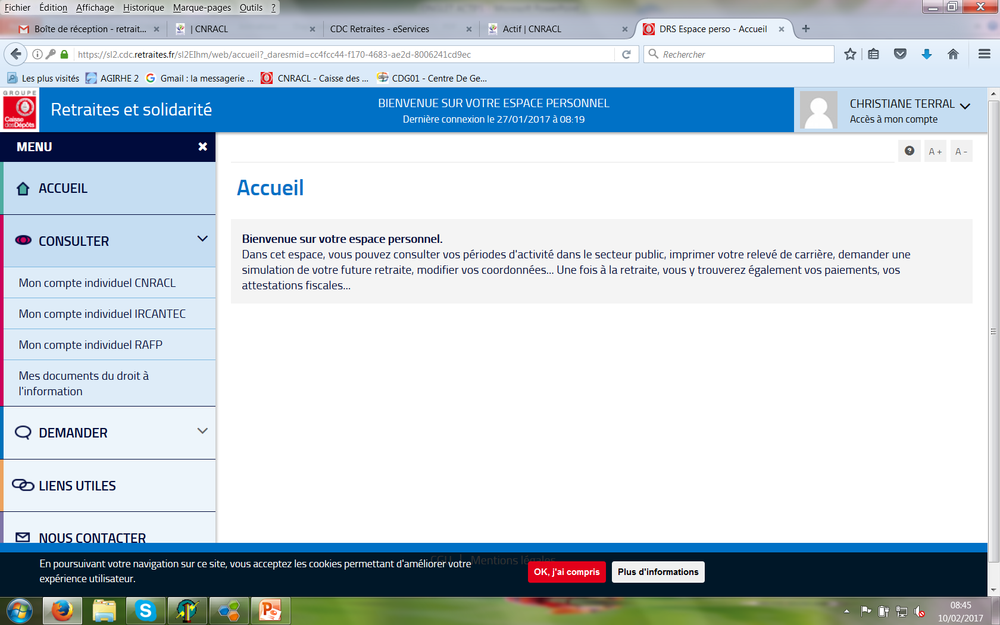 Fichier Édition Affichage Historique Marque-pages Outils ?
Boîte de réception - retrait... × | CNRACL × CDC Retraites - eServices × Actif | CNRACL × DRS Espace perso - Accueil × +
https://sl2.cdc.retraites.fr/sl2EIhm/web/accueil?_daresmid=cc4fcc44-f170-4683-ae2d-8006241cd9ec Rechercher
Les plus visités AGIRHE 2 Gmail : la messagerie ... CNRACL - Caisse des ... CDG01 - Centre De Ge...
GROUPE
Caisse
desDépôts
Retraites et solidarité
BIENVENUE SUR VOTRE ESPACE PERSONNEL
Dernière connexion le 27/01/2017 à 08:19
CHRISTIANE TERRAL
Accès à mon compte
MENU
? A + A -
ACCUEIL
CONSULTER
Mon compte individuel CNRACL
Mon compte individuel IRCANTEC
Mon compte individuel RAFP
Mes documents du droit à
l'information
DEMANDER
LIENS UTILES
NOUS CONTACTER
Accueil
Bienvenue sur votre espace personnel.
Dans cet espace, vous pouvez consulter vos périodes d'activité dans le secteur public, imprimer votre relevé de carrière, demander une
simulation de votre future retraite, modifier vos coordonnées... Une fois à la retraite, vous y trouverez également vos paiements, vos
attestations fiscales...
CGU | Mentions légales
En poursuivant votre navigation sur ce site, vous acceptez les cookies permettant d'améliorer votre
expérience utilisateur.
OK, j'ai compris Plus d'informations
08:45
10/02/2017